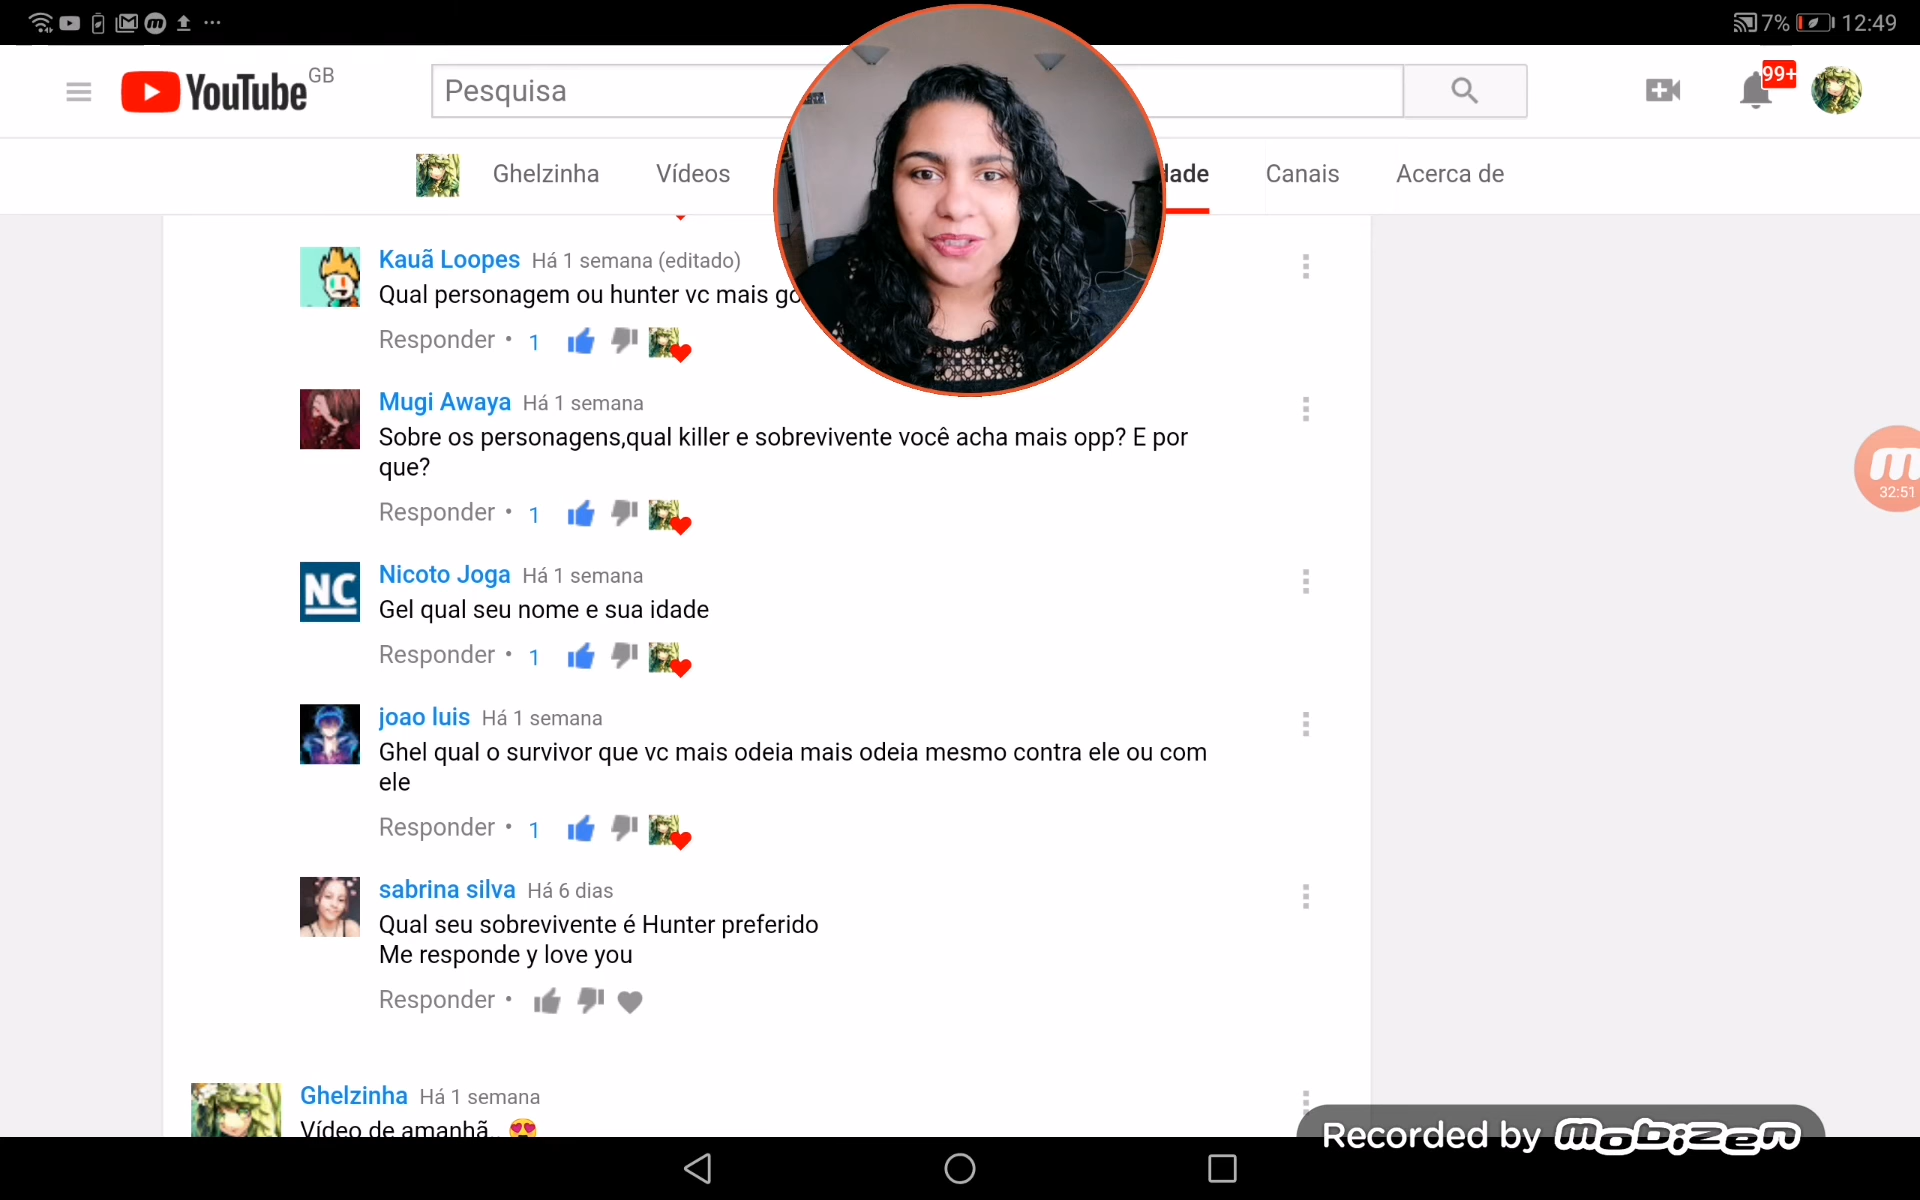 7% 12:49
YouTube GB
Pesquisa
99+
Ghelzinha Vídeos dade Canais Acerca de
Kauã Loopes Há 1 semana (editado)
Qual personagem ou hunter vc mais go
Responder • 1
Mugi Awaya Há 1 semana
Sobre os personagens,qual killer e sobrevivente você acha mais opp? E por
que?
Responder • 1
NC
Nicoto Joga Há 1 semana
Gel qual seu nome e sua idade
Responder • 1
joao luis Há 1 semana
Ghel qual o survivor que vc mais odeia mais odeia mesmo contra ele ou com
ele
Responder • 1
sabrina silva Há 6 dias
Qual seu sobrevivente é Hunter preferido
Me responde y love you
Responder •
Ghelzinha Há 1 semana
Vídeo de amanhã..
m
32:51
Recorded by Mobizen